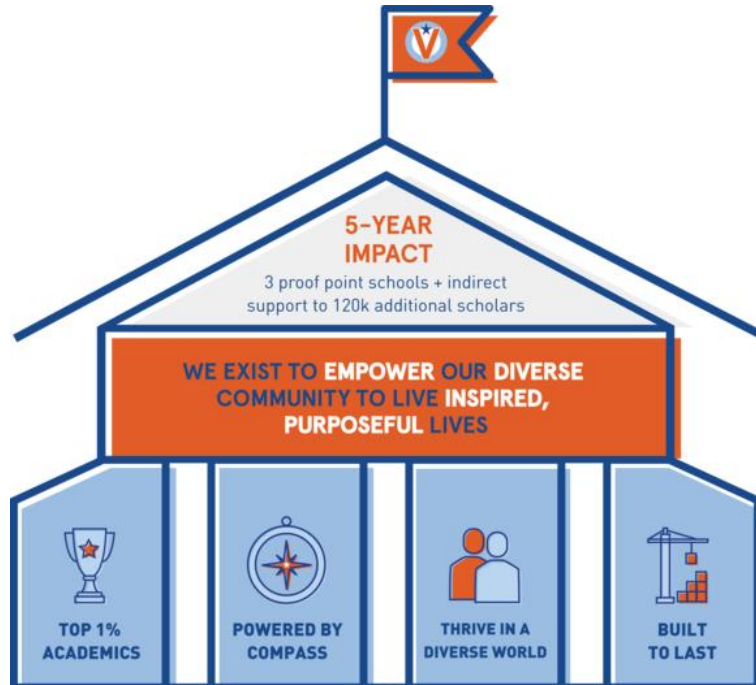 V
5-YEAR
IMPACT
3 proof point schools + indirect
support to 120k additional scholars
WE EXIST TO EMPOWER OUR DIVERSE
COMMUNITY TO LIVE INSPIRED,
PURPOSEFUL LIVES
TOP 1%
ACADEMICS
POWERED BY
COMPASS
THRIVE IN A
DIVERSE WORLD
BUILT
TO LAST